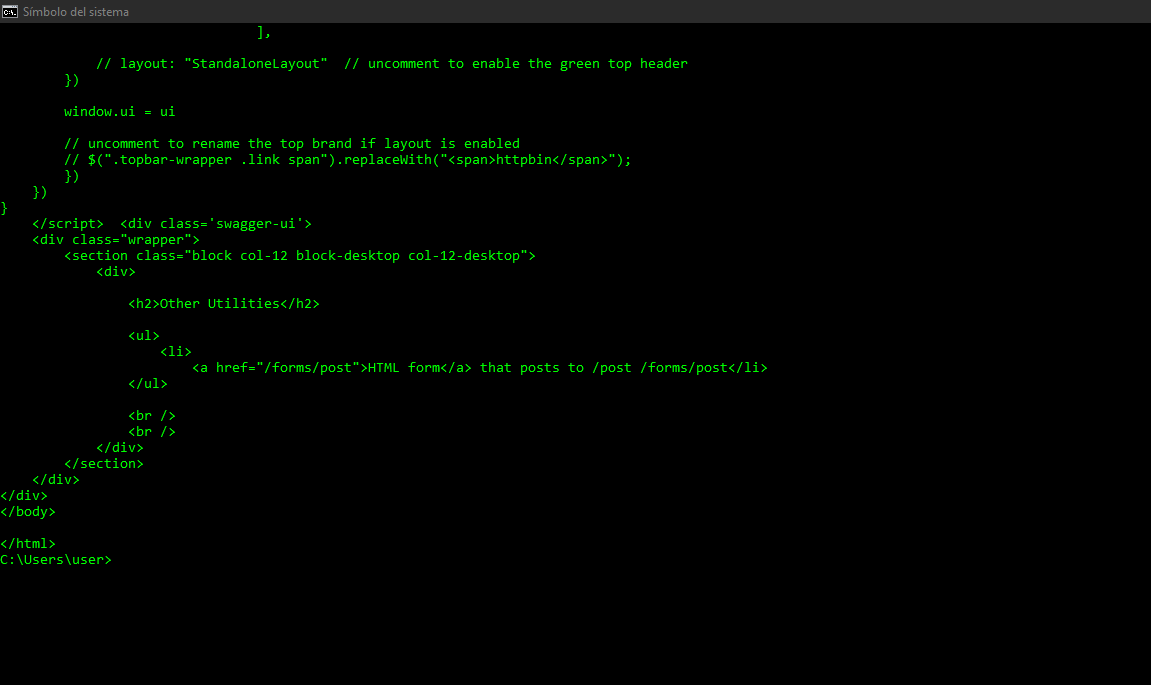 Símbolo del sistema
],
// layout: "StandaloneLayout"  // uncomment to enable the green top header
})
window.ui = ui
// uncomment to rename the top brand if layout is enabled
// $(".topbar-wrapper .link span").replaceWith("<span>httpbin</span>");
})
})
}
</script>  <div class='swagger-ui'>
<div class="wrapper">
<section class="block col-12 block-desktop col-12-desktop">
<div>
<h2>Other Utilities</h2>
<ul>
<li>
<a href="/forms/post">HTML form</a> that posts to /post /forms/post</li>
</ul>
<br />
<br />
</div>
</section>
</div>
</div>
</body>
</html>
C:\Users\user>